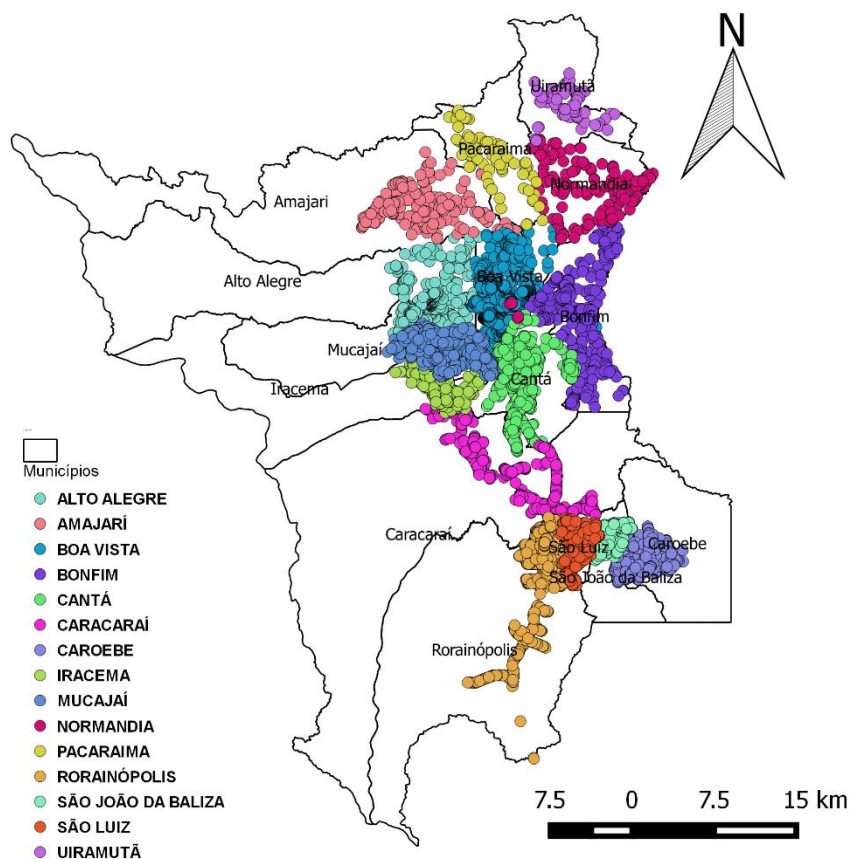 N
Uiramutã
Pacaraima
Normandia
Amajari
Alto Alegre
Boa Vista
Bonfim
Mucajaí
Cantá
Iracema
Municípios
ALTO ALEGRE
AMAJARÍ
BOA VISTA
BONFIM
CANTÁ
CARACARAÍ
CAROEBE
IRACEMA
MUCAJAÍ
NORMANDIA
PACARAIMA
RORAINÓPOLIS
SÃO JOÃO DA BALIZA
SÃO LUIZ
UIRAMUTÃ
Caracaraí
São Luiz
Caroebe
São João da Baliza
Rorainópolis
7.5 0 7.5 15 km